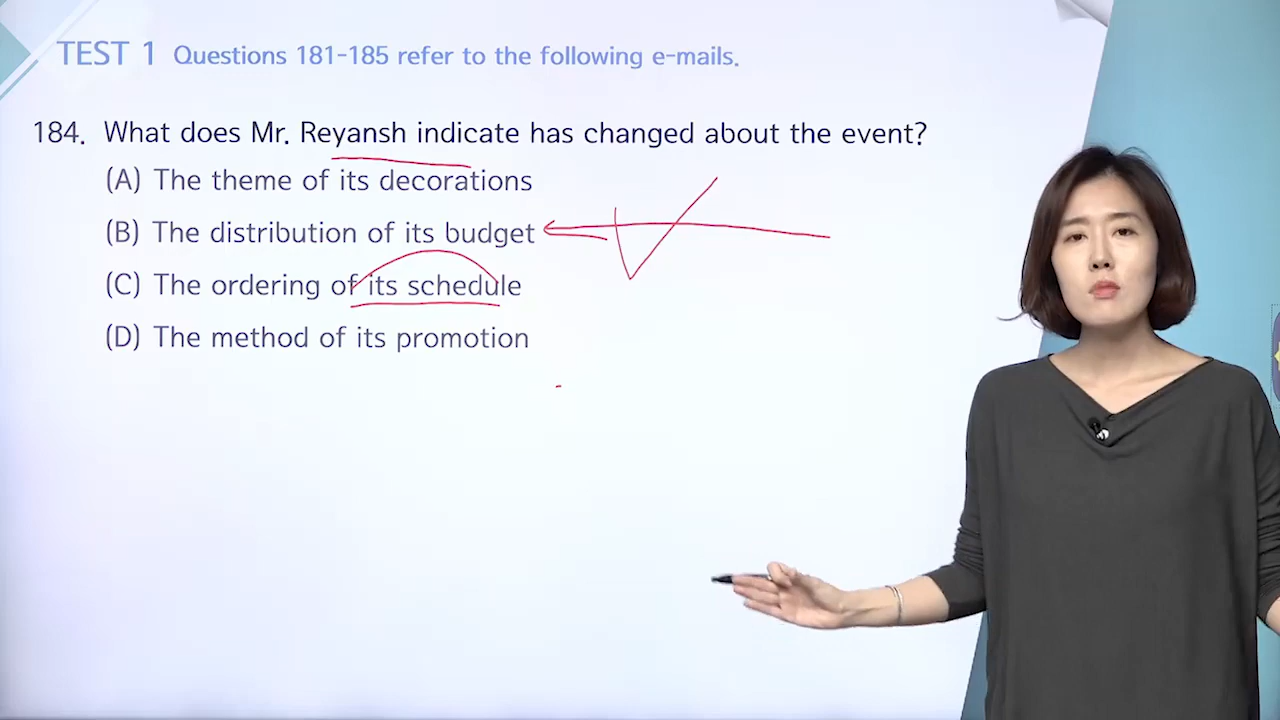 TEST 1 Questions 181-185 refer to the following e-mails.
184. What does Mr. Reyansh indicate has changed about the event?
(A) The theme of its decorations
(B) The distribution of its budget
(C) The ordering of its schedule
(D) The method of its promotion